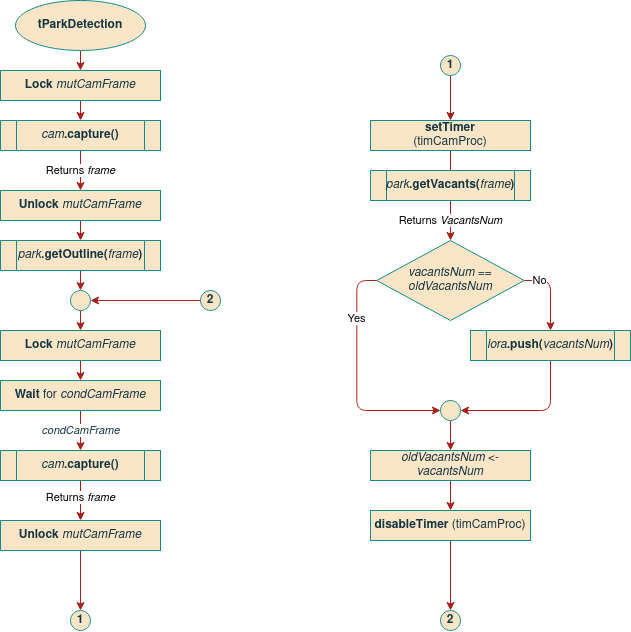 tParkDetection
Lock mutCamFrame
cam.capture()
Returns frame
Unlock mutCamFrame
park.getOutline(frame)
2
Lock mutCamFrame
Wait for condCamFrame
condCamFrame
cam.capture()
Returns frame
Unlock mutCamFrame
1
1
setTimer
(timCamProc)
park.getVacants(frame)
Returns VacantsNum
vacantsNum ==
oldVacantsNum
No
Yes
lora.push(vacantsNum)
oldVacantsNum <-
vacantsNum
disableTimer (timCamProc)
2